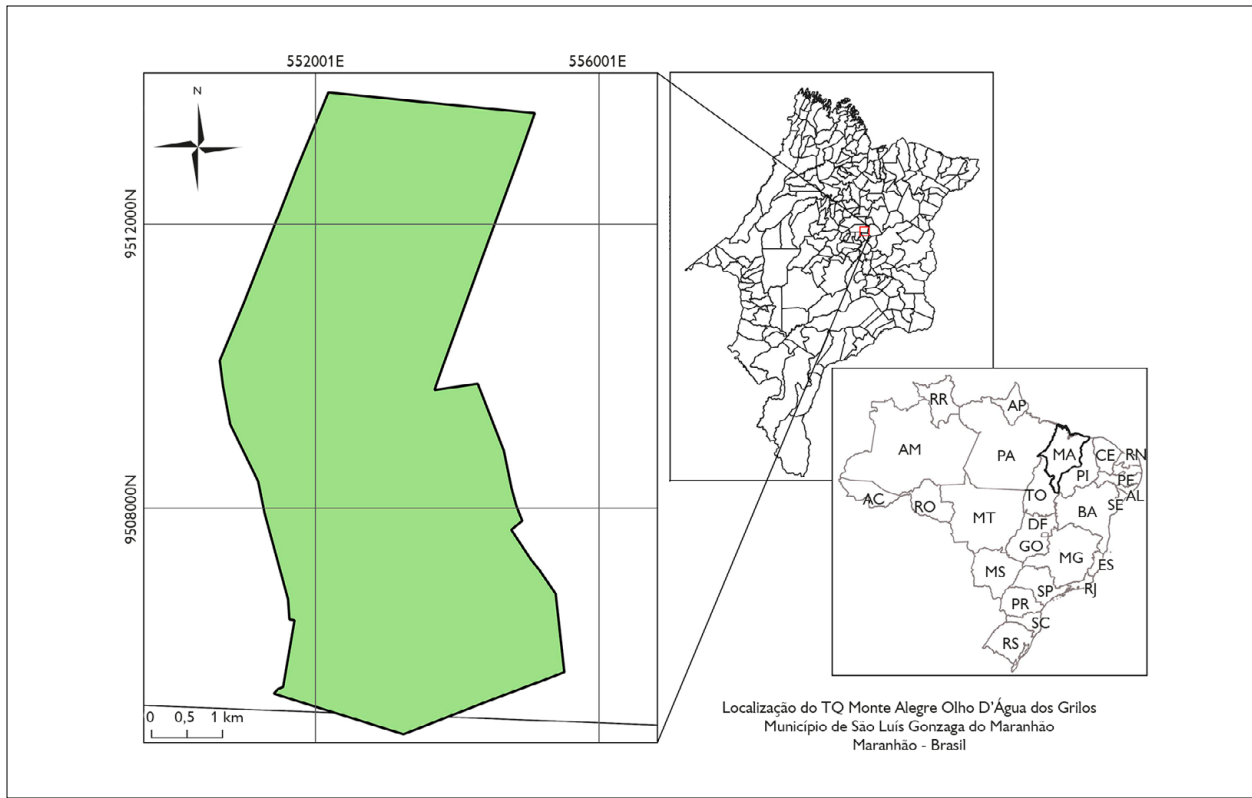 552001E
556001E
N
9512000N
9508000N
0 0,5 1 km
RR
AP
AM
PA
MA
CE
RN
PI
PE
AL
AC
RO
TO
SE
MT
BA
DF
GO
MG
MS
ES
SP
RJ
PR
SC
RS
Localização do TQ Monte Alegre Olho D'Água dos Grilos
Município de São Luís Gonzaga do Maranhão
Maranhão - Brasil